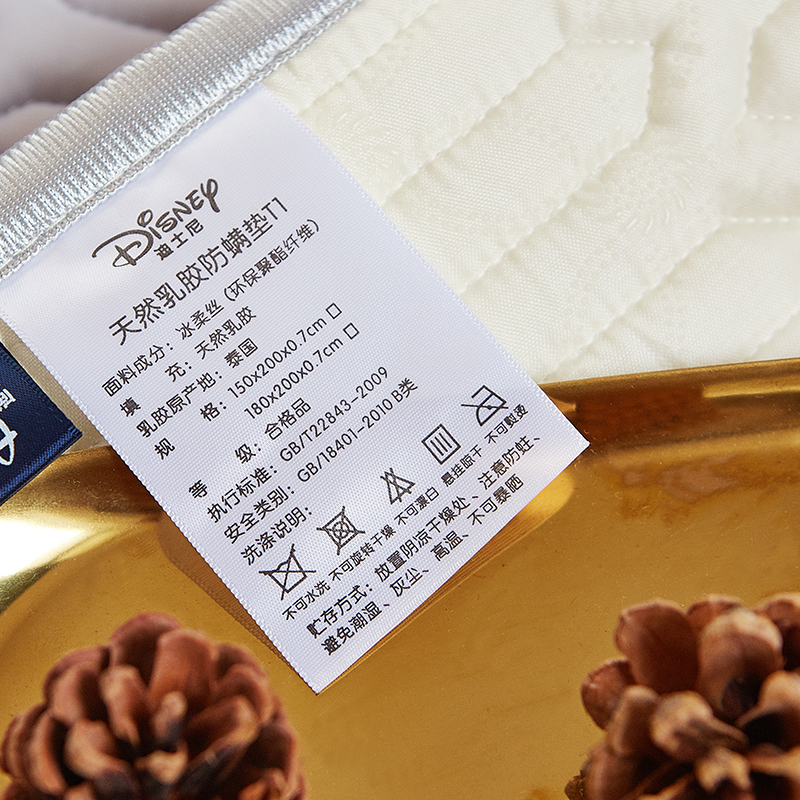 Disney
迪士尼
天然乳胶防螨垫T1
面料成分：冰柔丝（环保聚酯纤维）
填 充：天然乳胶
乳胶原产地：泰国
规 格：150x200x0.7cm □
180x200x0.7cm □
等 级：合格品
执行标准：GB/T22843-2009
安全类别：GB/18401-2010 B类
洗涤说明：
不可水洗 不可旋转干燥 不可漂白 悬挂晾干 不可熨烫
贮存方式：放置阴凉干燥处、注意防蛀、
避免潮湿、灰尘、高温、不可暴晒